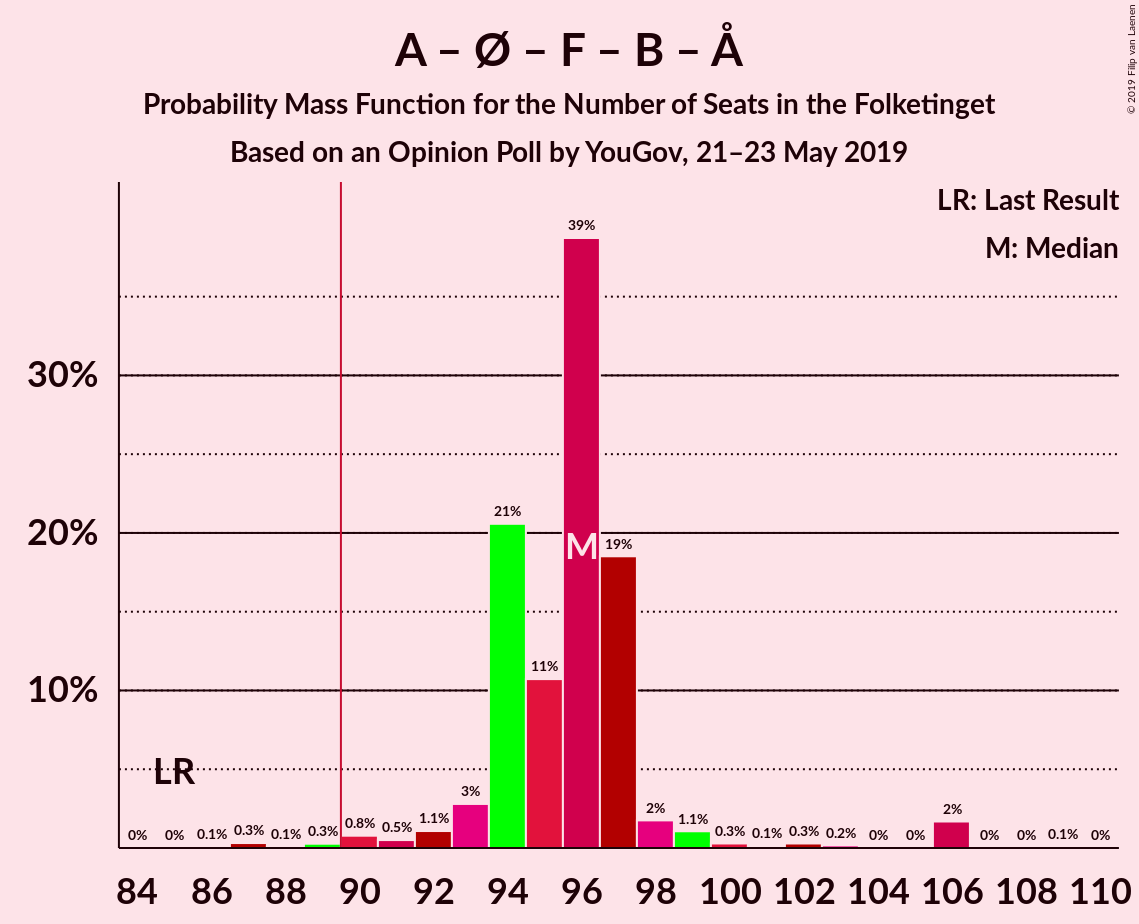 A – Ø – F – B – Å
Probability Mass Function for the Number of Seats in the Folketinget
Based on an Opinion Poll by YouGov, 21–23 May 2019
© 2019 Filip van Laenen
LR: Last Result
M: Median
30%
20%
10%
LR
M
0% 0% 0.1% 0.3% 0.1% 0.3% 0.8% 0.5% 1.1% 3% 21% 11% 39% 19% 2% 1.1% 0.3% 0.1% 0.3% 0.2% 0% 0% 2% 0% 0% 0.1% 0%
84 86 88 90 92 94 96 98 100 102 104 106 108 110